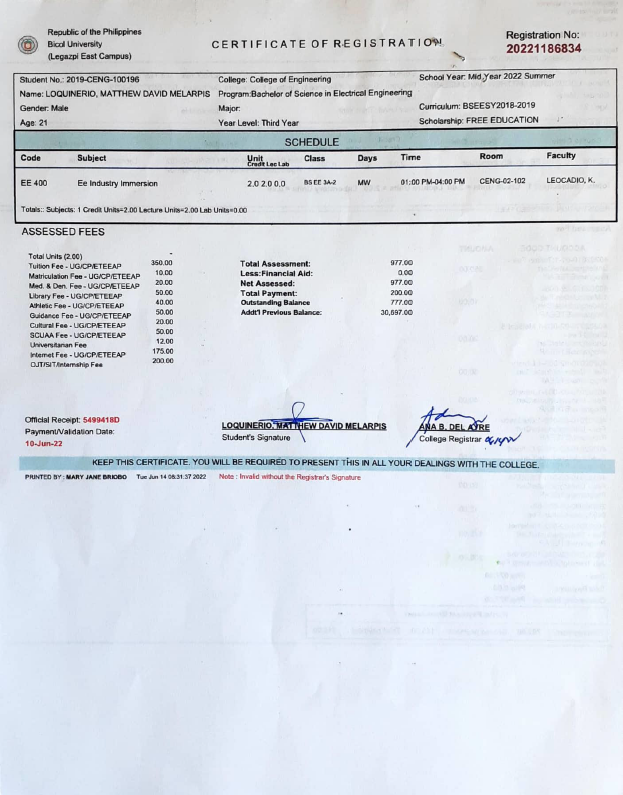 Republic of the Philippines
Bicol University
(Legazpi East Campus)
CERTIFICATE OF REGISTRATION
Registration No:
20221186834
Student No.: 2019-CENG-100196 College: College of Engineering School Year: Mid Year 2022 Summer
Name: LOQUINERIO, MATTHEW DAVID MELARPIS Program:Bachelor of Science in Electrical Engineering
Gender: Male Major: Curriculum: BSEESY2018-2019
Age: 21 Year Level: Third Year Scholarship: FREE EDUCATION
SCHEDULE
Code Subject Unit Class Days Time Room Faculty
Credit Lec Lab
EE 400 Ee Industry Immersion 2.0 2.0 0.0 BS EE 3A-2 MW 01:00 PM-04:00 PM CENG-02-102 LEOCADIO, K.
Totals:: Subjects: 1 Credit Units=2.00 Lecture Units=2.00 Lab Units=0.00
ASSESSED FEES
Total Units (2.00) -
Tuition Fee - UG/CP/ETEEAP 350.00
Matriculation Fee - UG/CP/ETEEAP 10.00
Med. & Den. Fee - UG/CP/ETEEAP 20.00
Library Fee - UG/CP/ETEEAP 50.00
Athletic Fee - UG/CP/ETEEAP 40.00
Guidance Fee - UG/CP/ETEEAP 50.00
Cultural Fee - UG/CP/ETEEAP 20.00
SCUAA Fee - UG/CP/ETEEAP 50.00
Universitarian Fee 12.00
Internet Fee - UG/CP/ETEEAP 175.00
OJT/SIT/Internship Fee 200.00
Total Assessment: 977.00
Less:Financial Aid: 0.00
Net Assessed: 977.00
Total Payment: 200.00
Outstanding Balance 777.00
Addt'l Previous Balance: 30,697.00
Official Receipt: 5499418D
Payment/Validation Date:
10-Jun-22
LOQUINERIO, MATTHEW DAVID MELARPIS
Student's Signature
ANA B. DEL AYRE
College Registrar
KEEP THIS CERTIFICATE. YOU WILL BE REQUIRED TO PRESENT THIS IN ALL YOUR DEALINGS WITH THE COLLEGE.
PRINTED BY : MARY JANE BRIOBO Tue Jun 14 08:31:37 2022 Note : Invalid without the Registrar's Signature